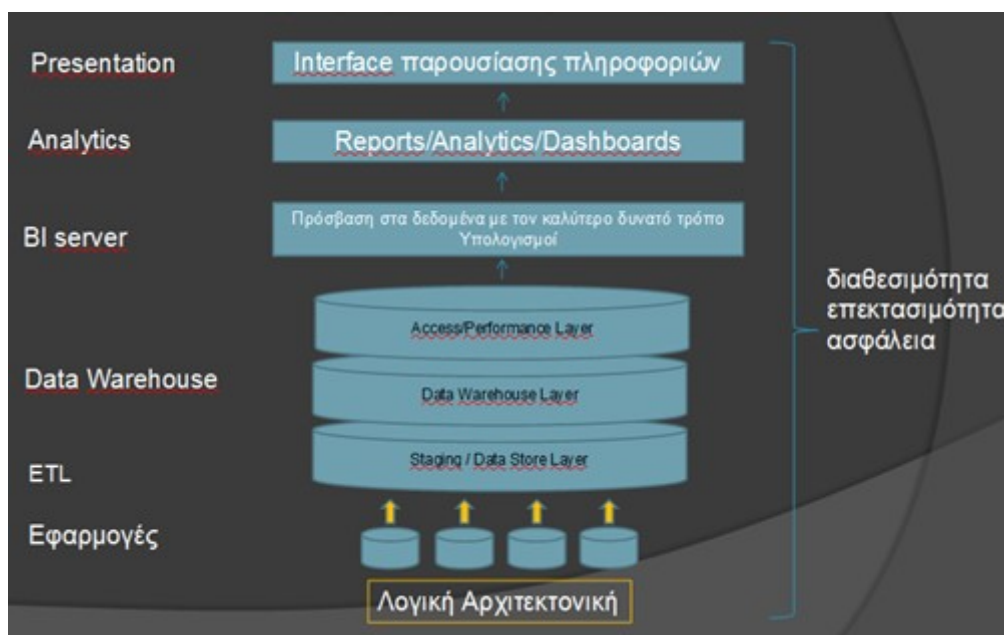 Presentation
Interface παρουσίασης πληροφοριών
Analytics
Reports/Analytics/Dashboards
BI server
Πρόσβαση στα δεδομένα με τον καλύτερο δυνατό τρόπο
Υπολογισμοί
διαθεσιμότητα
επεκτασιμότητα
ασφάλεια
Access/Performance Layer
Data Warehouse
Data Warehouse Layer
ETL
Staging / Data Store Layer
Εφαρμογές
Λογική Αρχιτεκτονική